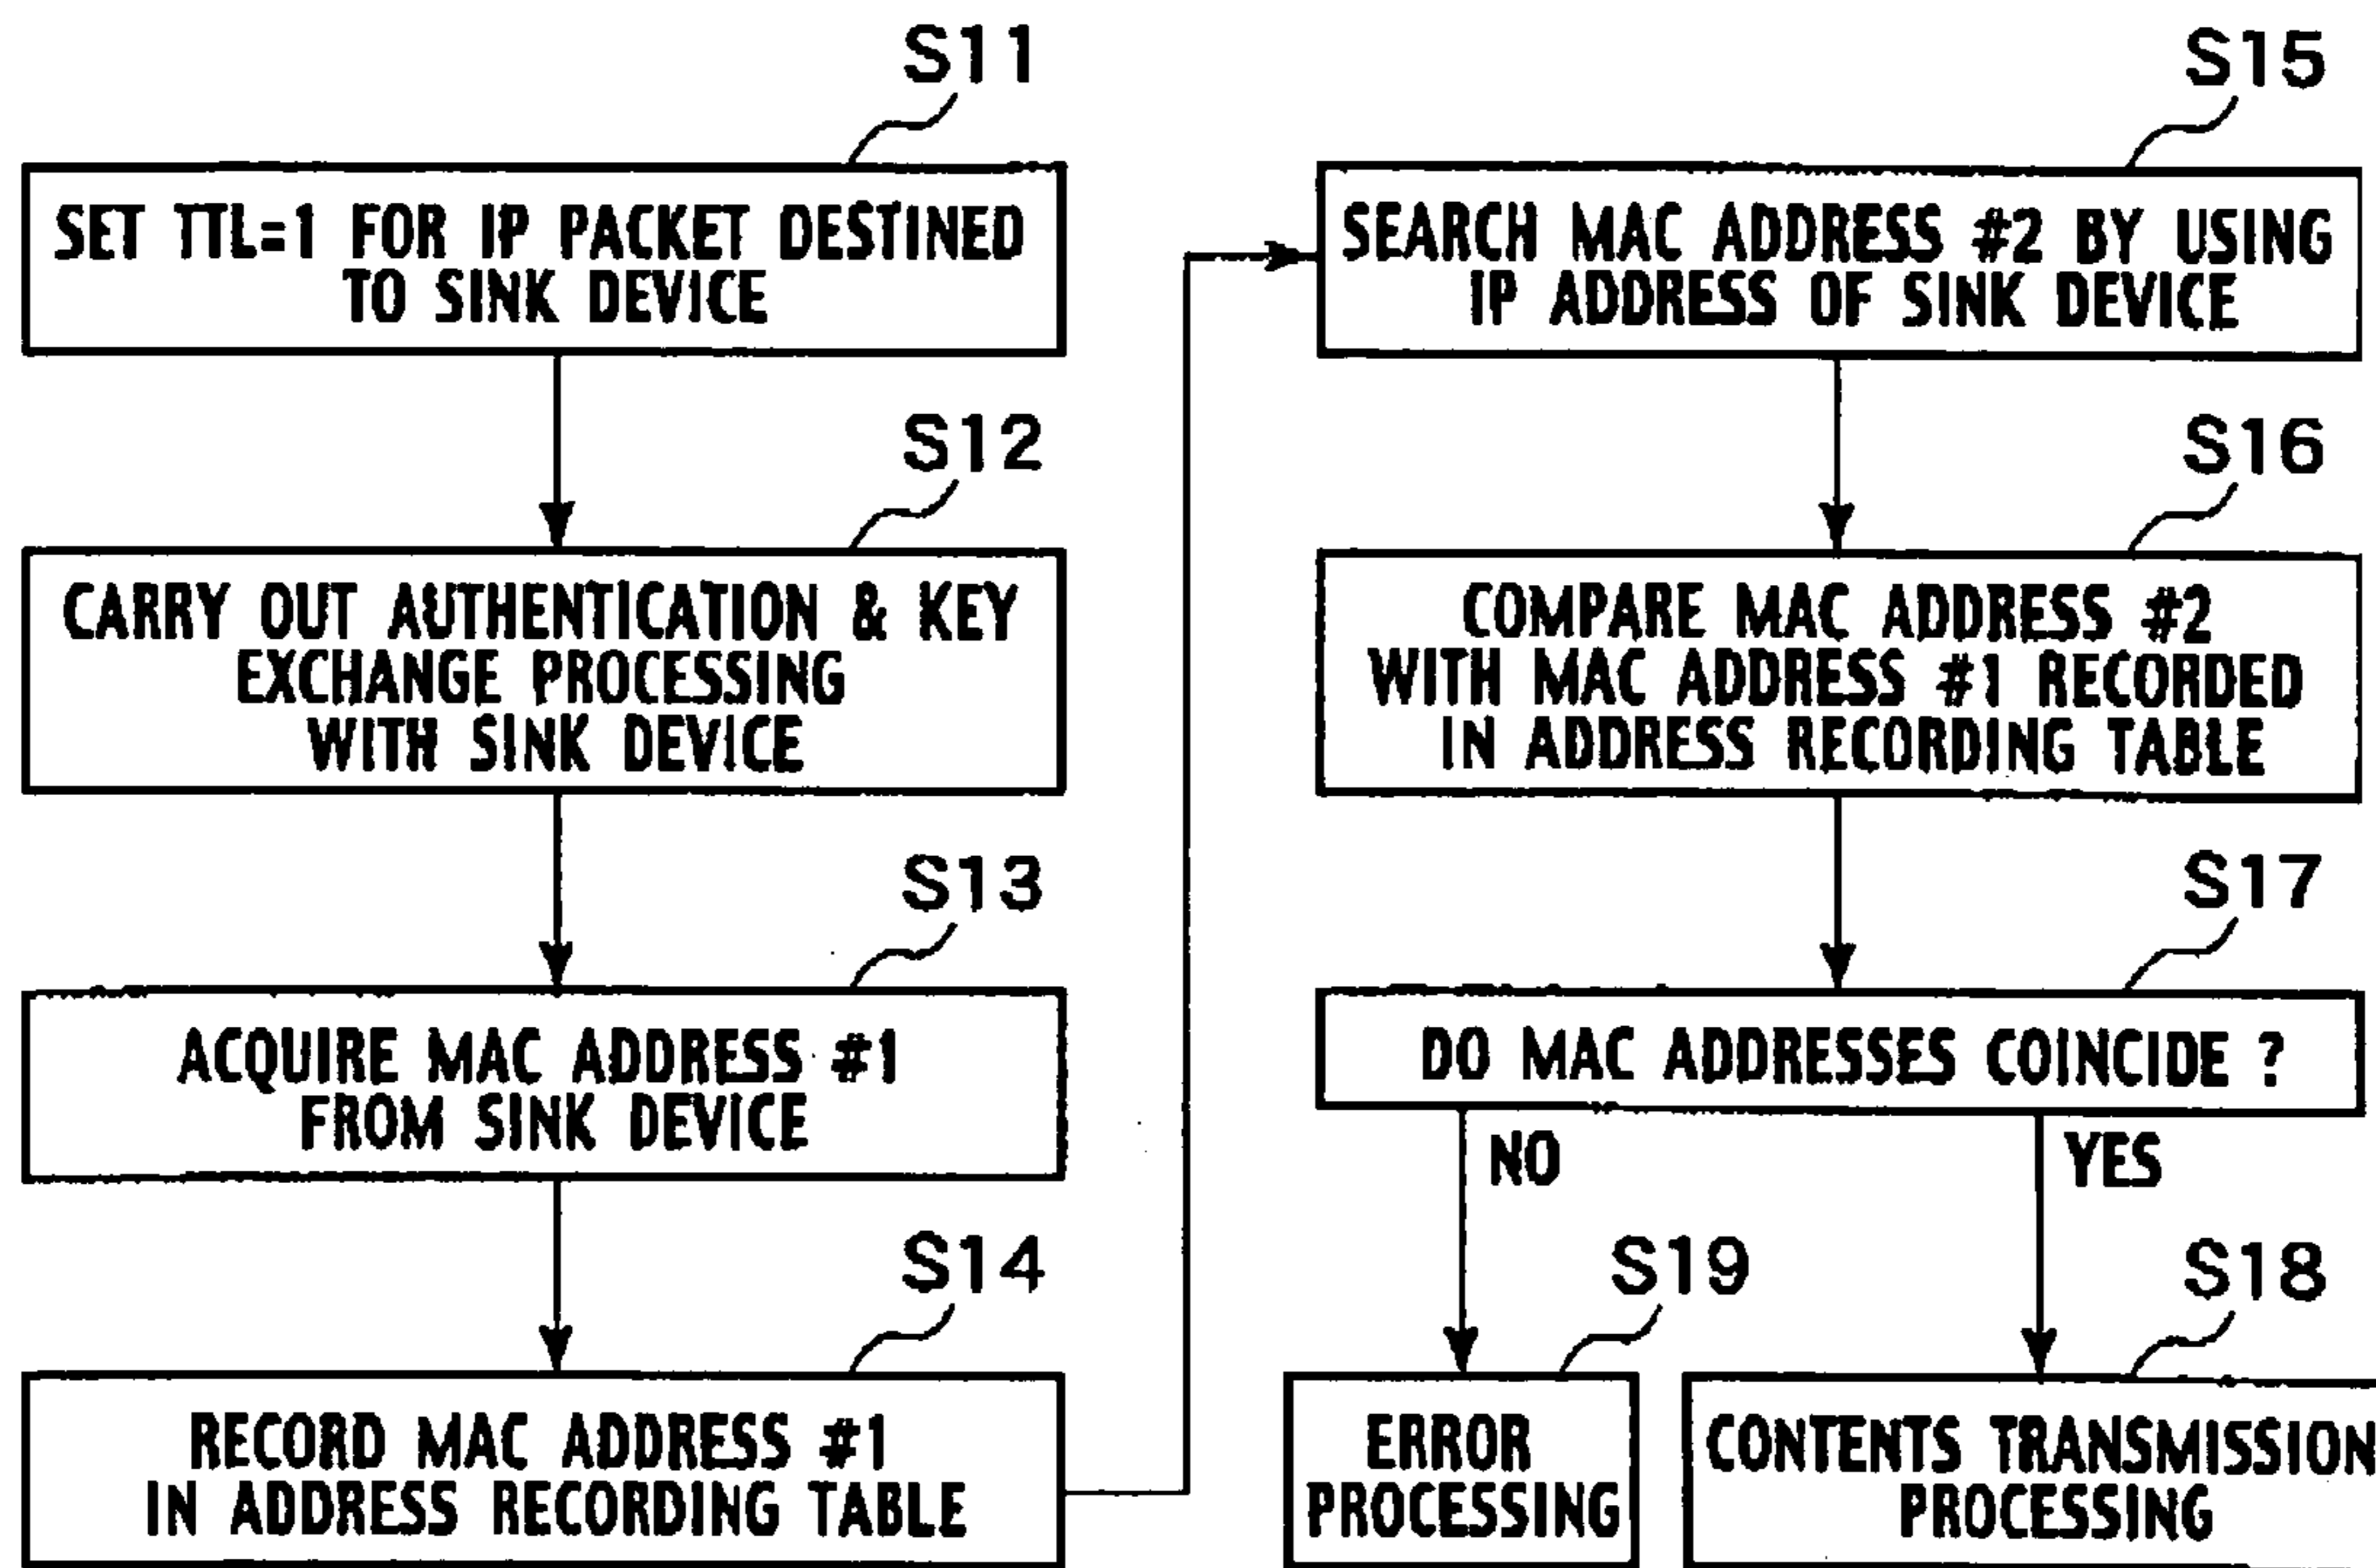 S11
SET TTL=1 FOR IP PACKET DESTINED
TO SINK DEVICE
S12
CARRY OUT AUTHENTICATION & KEY
EXCHANGE PROCESSING
WITH SINK DEVICE
S13
ACQUIRE MAC ADDRESS #1
FROM SINK DEVICE
S14
RECORD MAC ADDRESS #1
IN ADDRESS RECORDING TABLE
S15
SEARCH MAC ADDRESS #2 BY USING
IP ADDRESS OF SINK DEVICE
S16
COMPARE MAC ADDRESS #2
WITH MAC ADDRESS #1 RECORDED
IN ADDRESS RECORDING TABLE
S17
DO MAC ADDRESSES COINCIDE ?
NO
YES
S19
ERROR
PROCESSING
S18
CONTENTS TRANSMISSION
PROCESSING